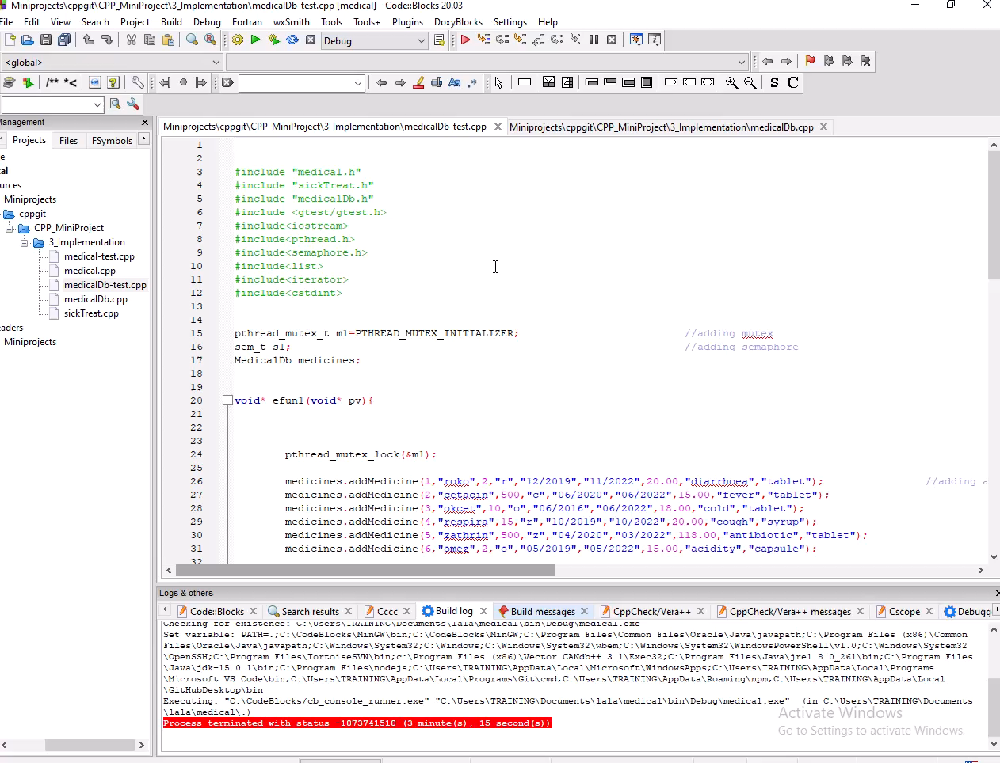 Miniprojects\cppgit\CPP_MiniProject\3_Implementation\medicalDb-test.cpp [medical] - Code::Blocks 20.03
File Edit View Search Project Build Debug Fortran wxSmith Tools Tools+ Plugins DoxyBlocks Settings Help
Debug
<global>
/** *<
Aa .*
S C
Management
Projects Files FSymbols
Miniprojects\cppgit\CPP_MiniProject\3_Implementation\medicalDb-test.cpp Miniprojects\cppgit\CPP_MiniProject\3_Implementation\medicalDb.cpp
e
al
urces
Miniprojects
cppgit
CPP_MiniProject
3_Implementation
medical-test.cpp
medical.cpp
medicalDb-test.cpp
medicalDb.cpp
sickTreat.cpp
eaders
Miniprojects
1
2
3 #include "medical.h"
4 #include "sickTreat.h"
5 #include "medicalDb.h"
6 #include <gtest/gtest.h>
7 #include<iostream>
8 #include<pthread.h>
9 #include<semaphore.h>
10 #include<list>
11 #include<iterator>
12 #include<cstdint>
13
14
15 pthread_mutex_t m1=PTHREAD_MUTEX_INITIALIZER; //adding mutex
16 sem_t s1; //adding semaphore
17 MedicalDb medicines;
18
19
20 void* efun1(void* pv){
21
22
23
24 pthread_mutex_lock(&m1);
25
26 medicines.addMedicine(1,"roko",2,"r","12/2019","11/2022",20.00,"diarrhoea","tablet"); //adding a
27 medicines.addMedicine(2,"cetacin",500,"c","06/2020","06/2022",15.00,"fever","tablet");
28 medicines.addMedicine(3,"okcet",10,"o","06/2016","06/2022",18.00,"cold","tablet");
29 medicines.addMedicine(4,"respira",15,"r","10/2019","10/2022",20.00,"cough","syrup");
30 medicines.addMedicine(5,"zathrin",500,"z","04/2020","03/2022",118.00,"antibiotic","tablet");
31 medicines.addMedicine(6,"omez",2,"o","05/2019","05/2022",15.00,"acidity","capsule");
32
Logs & others
Code::Blocks Search results Cccc Build log Build messages CppCheck/Vera++ CppCheck/Vera++ messages Cscope Debugg
Checking for existence: C:\Users\TRAINING\Documents\lala\medical\bin\Debug\medical.exe
Set variable: PATH=.;C:\CodeBlocks\MinGW\bin;C:\CodeBlocks\MinGW;C:\Program Files\Common Files\Oracle\Java\javapath;C:\Program Files (x86)\Common
Files\Oracle\Java\javapath;C:\Windows\System32;C:\Windows;C:\Windows\System32\wbem;C:\Windows\System32\WindowsPowerShell\v1.0;C:\Windows\System32
\OpenSSH;C:\Program Files\TortoiseSVN\bin;c:\Program Files (x86)\Vector CANdb++ 3.1\Exec32;C:\Program Files\Java\jre1.8.0_261\bin;C:\Program Files
\Java\jdk-15.0.1\bin;C:\Program Files\nodejs;C:\Users\TRAINING\AppData\Local\Microsoft\WindowsApps;C:\Users\TRAINING\AppData\Local\Programs
\Microsoft VS Code\bin;C:\Users\TRAINING\AppData\Local\Programs\Git\cmd;C:\Users\TRAINING\AppData\Roaming\npm;C:\Users\TRAINING\AppData\Local
\GitHubDesktop\bin
Executing: "C:\CodeBlocks/cb_console_runner.exe" "C:\Users\TRAINING\Documents\lala\medical\bin\Debug\medical.exe" (in C:\Users\TRAINING\Documents
\lala\medical\.)
Process terminated with status -1073741510 (3 minute(s), 15 second(s))
Activate Windows
Go to Settings to activate Windows.